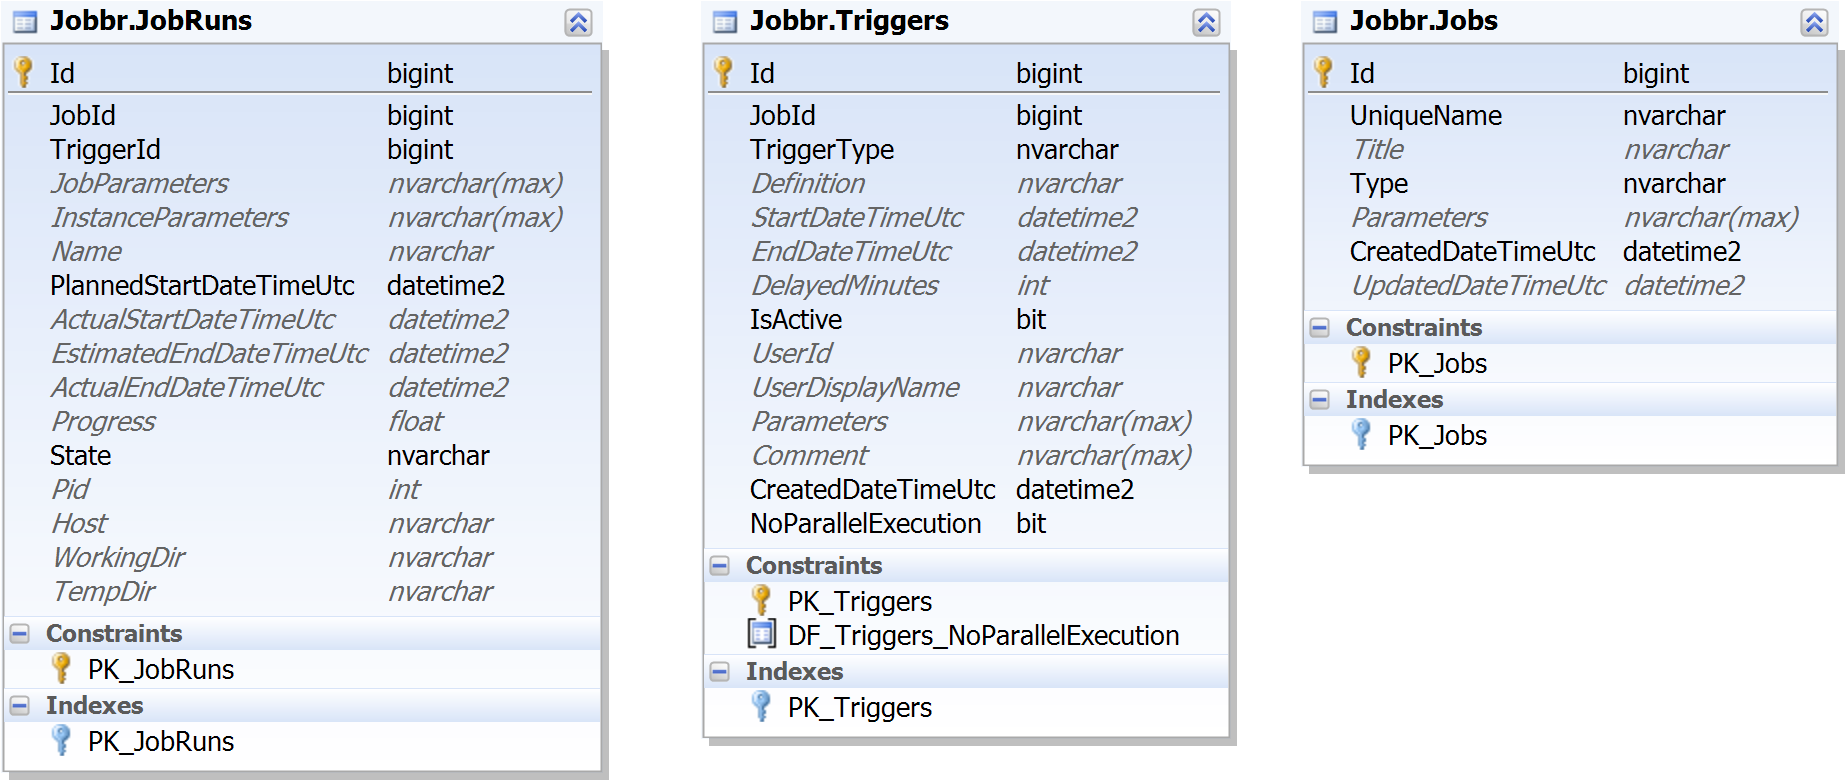 Jobbr.JobRuns
Id bigint
JobId bigint
TriggerId bigint
JobParameters nvarchar(max)
InstanceParameters nvarchar(max)
Name nvarchar
PlannedStartDateTimeUtc datetime2
ActualStartDateTimeUtc datetime2
EstimatedEndDateTimeUtc datetime2
ActualEndDateTimeUtc datetime2
Progress float
State nvarchar
Pid int
Host nvarchar
WorkingDir nvarchar
TempDir nvarchar
Constraints
PK_JobRuns
Indexes
PK_JobRuns
Jobbr.Triggers
Id bigint
JobId bigint
TriggerType nvarchar
Definition nvarchar
StartDateTimeUtc datetime2
EndDateTimeUtc datetime2
DelayedMinutes int
IsActive bit
UserId nvarchar
UserDisplayName nvarchar
Parameters nvarchar(max)
Comment nvarchar(max)
CreatedDateTimeUtc datetime2
NoParallelExecution bit
Constraints
PK_Triggers
DF_Triggers_NoParallelExecution
Indexes
PK_Triggers
Jobbr.Jobs
Id bigint
UniqueName nvarchar
Title nvarchar
Type nvarchar
Parameters nvarchar(max)
CreatedDateTimeUtc datetime2
UpdatedDateTimeUtc datetime2
Constraints
PK_Jobs
Indexes
PK_Jobs